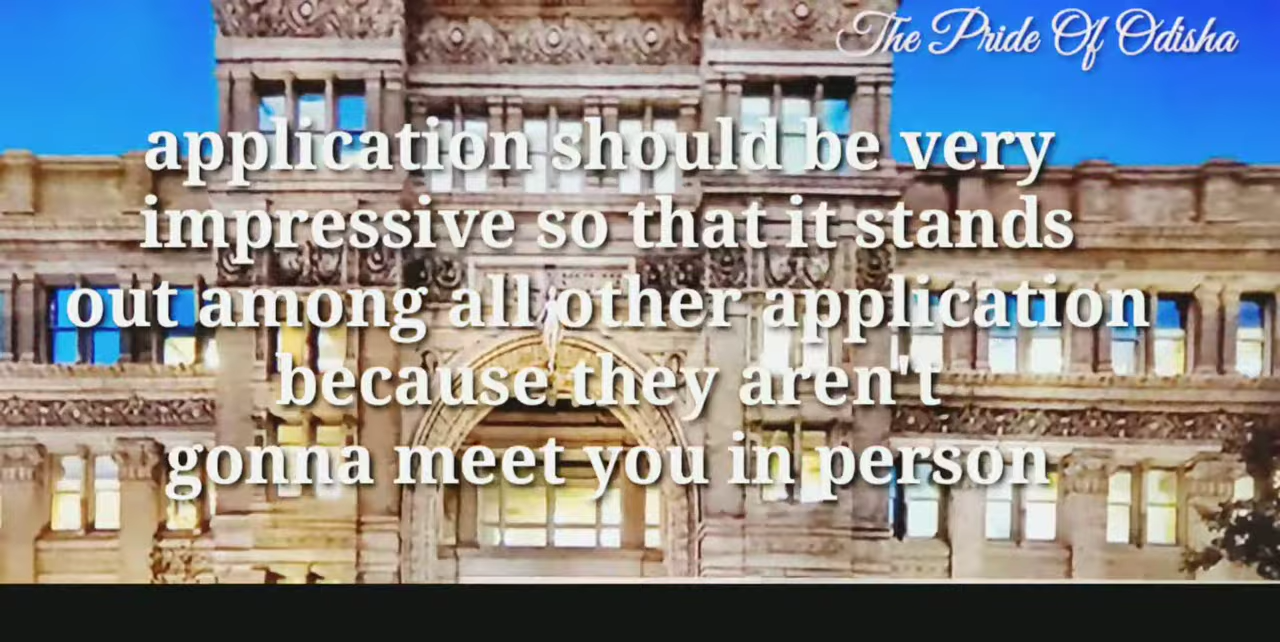 The Pride Of Odisha
application should be very
impressive so that it stands
out among all other application
because they aren't
gonna meet you in person